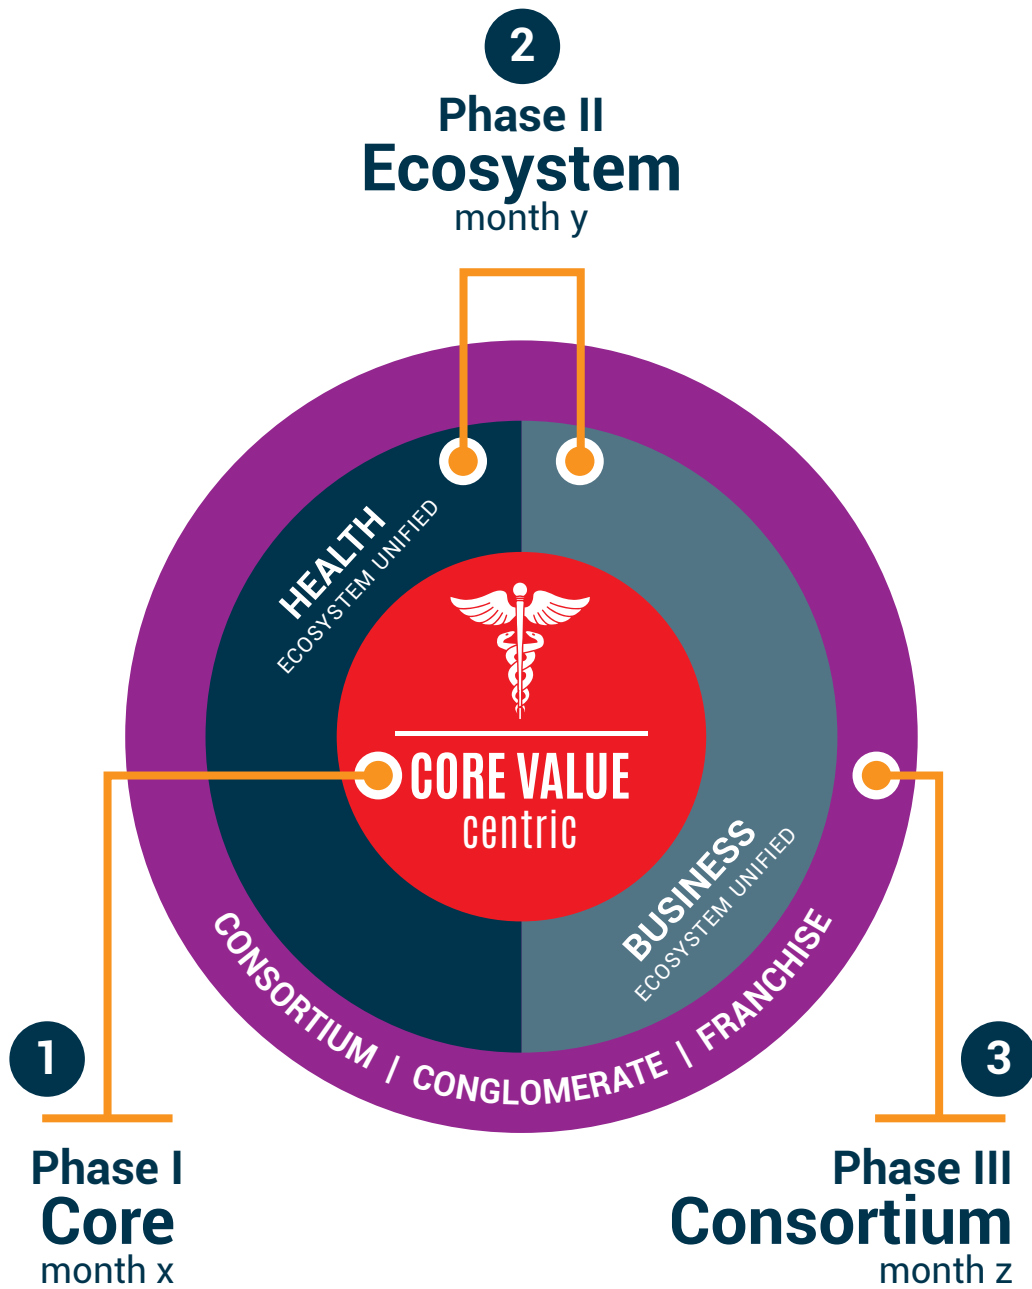 2
Phase II
Ecosystem
month y
HEALTH
ECOSYSTEM UNIFIED
CORE VALUE
centric
BUSINESS
ECOSYSTEM UNIFIED
CONSORTIUM | CONGLOMERATE | FRANCHISE
1
Phase I
Core
month x
3
Phase III
Consortium
month z